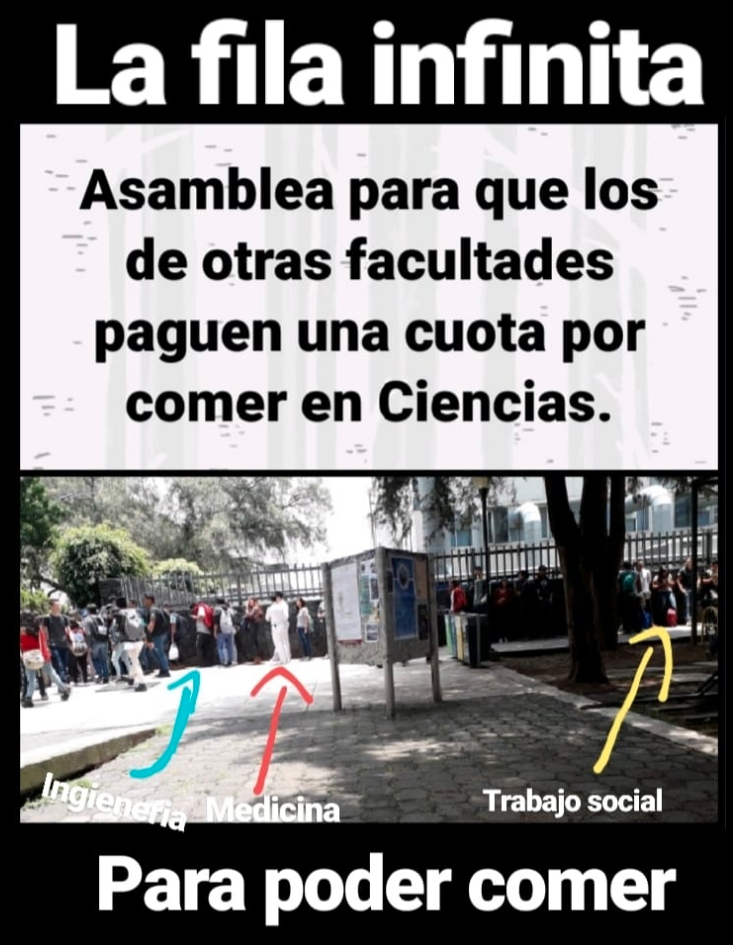 La fila infinita
Asamblea para que los
de otras facultades
paguen una cuota por
comer en Ciencias.
Ingieneria
Medicina
Trabajo social
Para poder comer